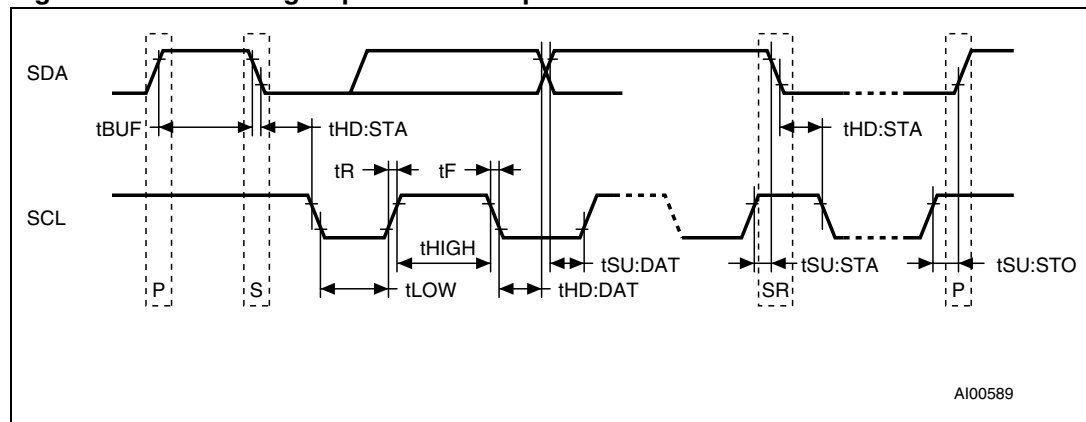 SDA
tBUF
tHD:STA
tHD:STA
tR
tF
SCL
tHIGH
tSU:DAT
tSU:STA
tSU:STO
P
S
tLOW
tHD:DAT
SR
P
AI00589